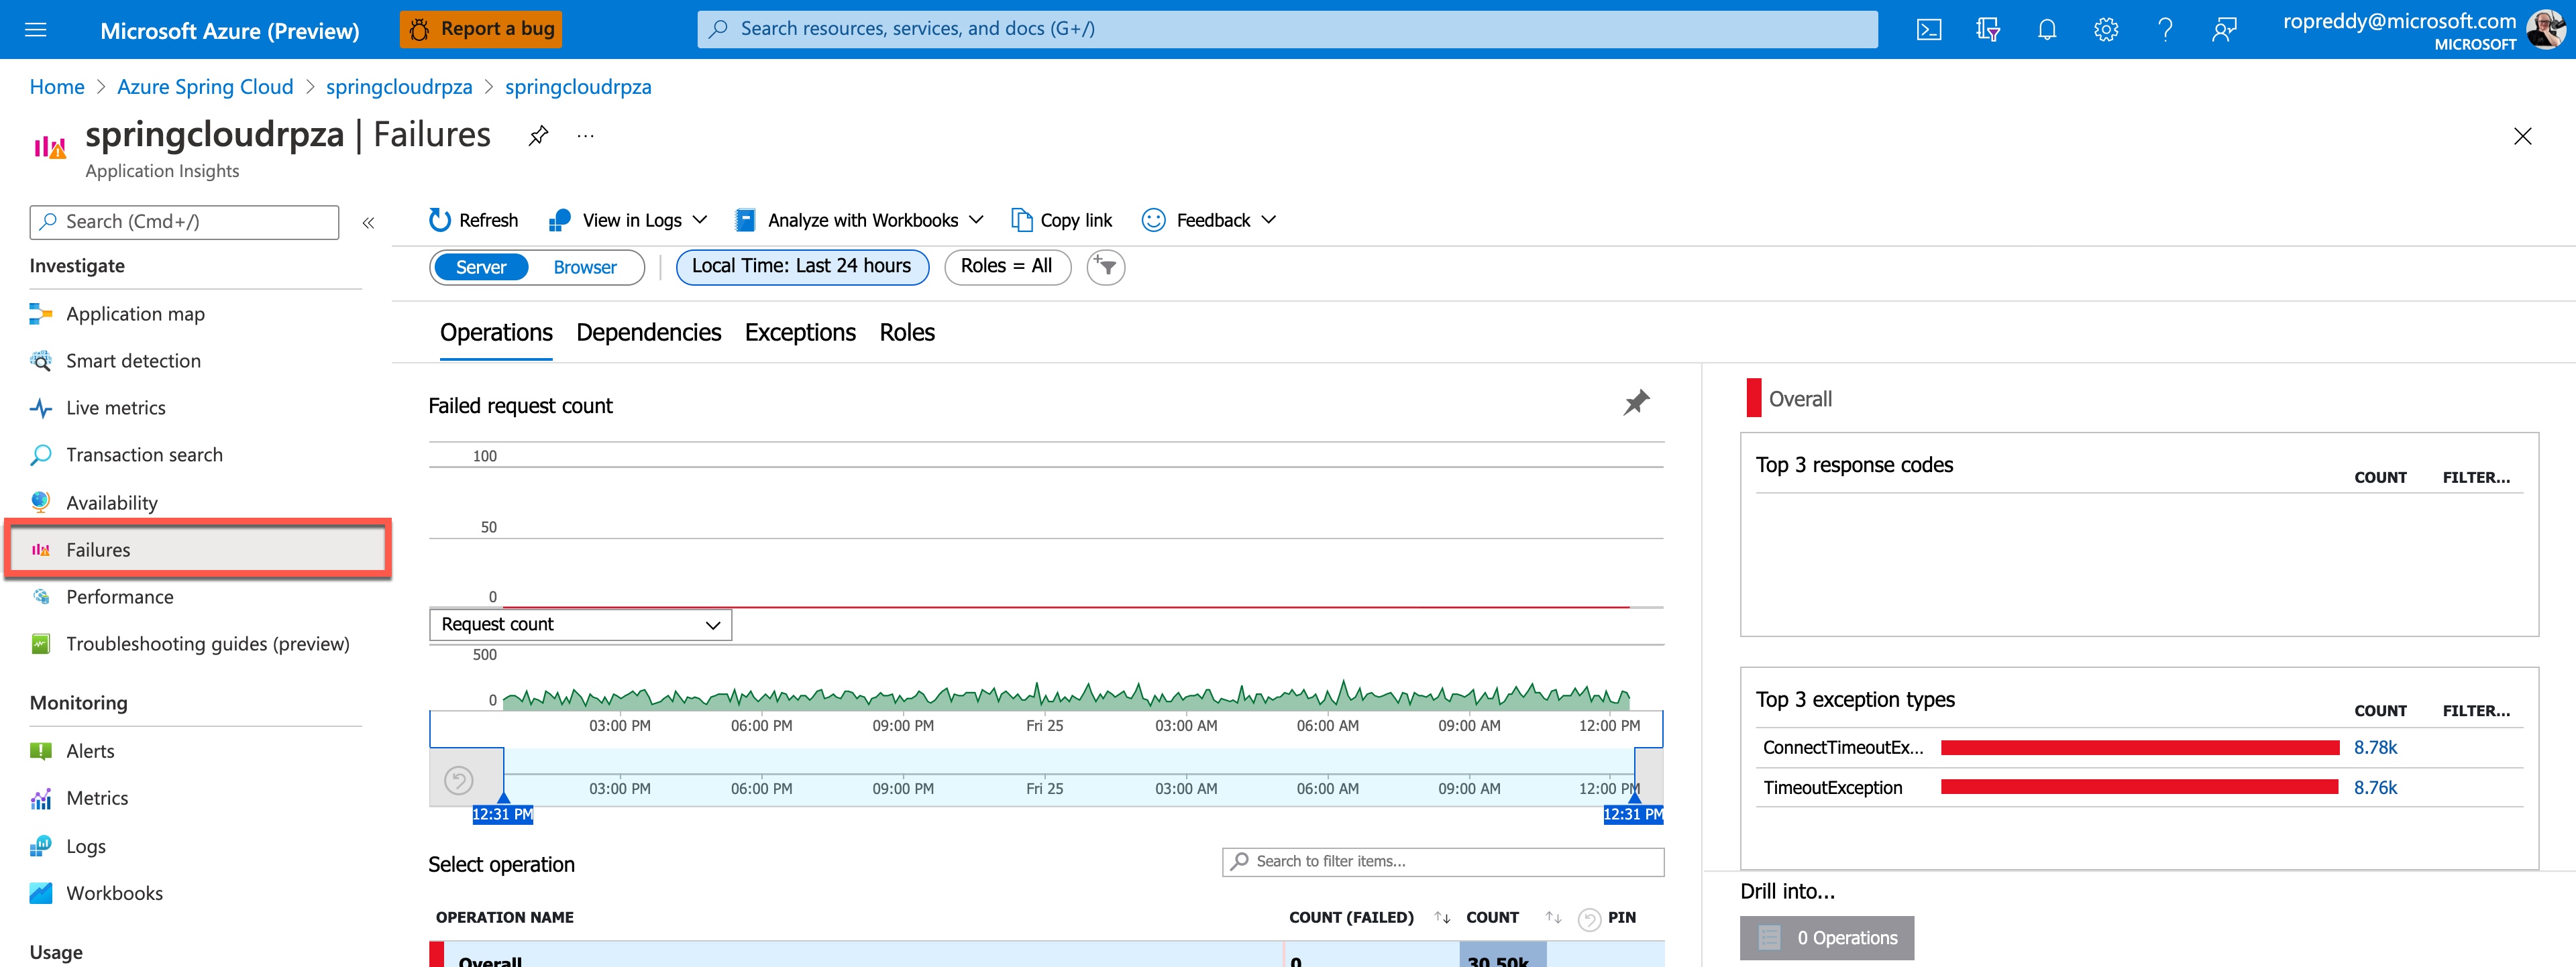 Microsoft Azure (Preview)
Report a bug
Search resources, services, and docs (G+/)
ropreddy@microsoft.com
MICROSOFT
Home > Azure Spring Cloud > springcloudrpza > springcloudrpza
springcloudrpza | Failures
...
Application Insights
Search (Cmd+/)
«
Investigate
Application map
Smart detection
Live metrics
Transaction search
Availability
Failures
Performance
Troubleshooting guides (preview)
Monitoring
Alerts
Metrics
Logs
Workbooks
Usage
Refresh
View in Logs
Analyze with Workbooks
Copy link
Feedback
Server
Browser
Local Time: Last 24 hours
Roles = All
Operations
Dependencies
Exceptions
Roles
Failed request count
100
50
0
Request count
500
0
03:00 PM 06:00 PM 09:00 PM Fri 25 03:00 AM 06:00 AM 09:00 AM 12:00 PM
03:00 PM 06:00 PM 09:00 PM Fri 25 03:00 AM 06:00 AM 09:00 AM 12:00 PM
12:31 PM
12:31 PM
Select operation
Search to filter items...
OPERATION NAME
COUNT (FAILED)
COUNT
PIN
Overall
0
30.50k
Overall
Top 3 response codes
COUNT
FILTER...
Top 3 exception types
COUNT
FILTER...
ConnectTimeoutEx...
8.78k
TimeoutException
8.76k
Drill into...
0 Operations